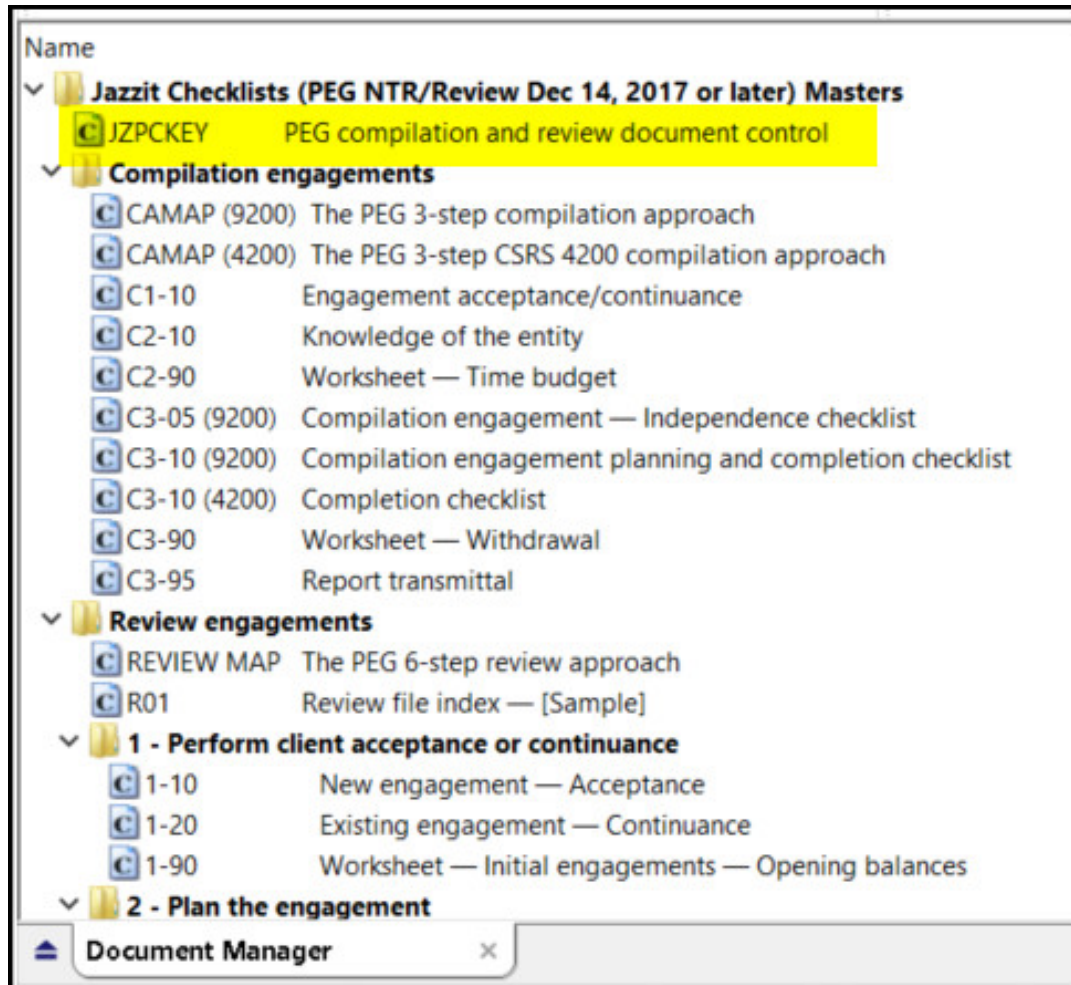 Name
Jazzit Checklists (PEG NTR/Review Dec 14, 2017 or later) Masters
JZPCKEY PEG compilation and review document control
Compilation engagements
CAMAP (9200) The PEG 3-step compilation approach
CAMAP (4200) The PEG 3-step CSRS 4200 compilation approach
C1-10 Engagement acceptance/continuance
C2-10 Knowledge of the entity
C2-90 Worksheet — Time budget
C3-05 (9200) Compilation engagement — Independence checklist
C3-10 (9200) Compilation engagement planning and completion checklist
C3-10 (4200) Completion checklist
C3-90 Worksheet — Withdrawal
C3-95 Report transmittal
Review engagements
REVIEW MAP The PEG 6-step review approach
R01 Review file index — [Sample]
1 - Perform client acceptance or continuance
1-10 New engagement — Acceptance
1-20 Existing engagement — Continuance
1-90 Worksheet — Initial engagements — Opening balances
2 - Plan the engagement
Document Manager